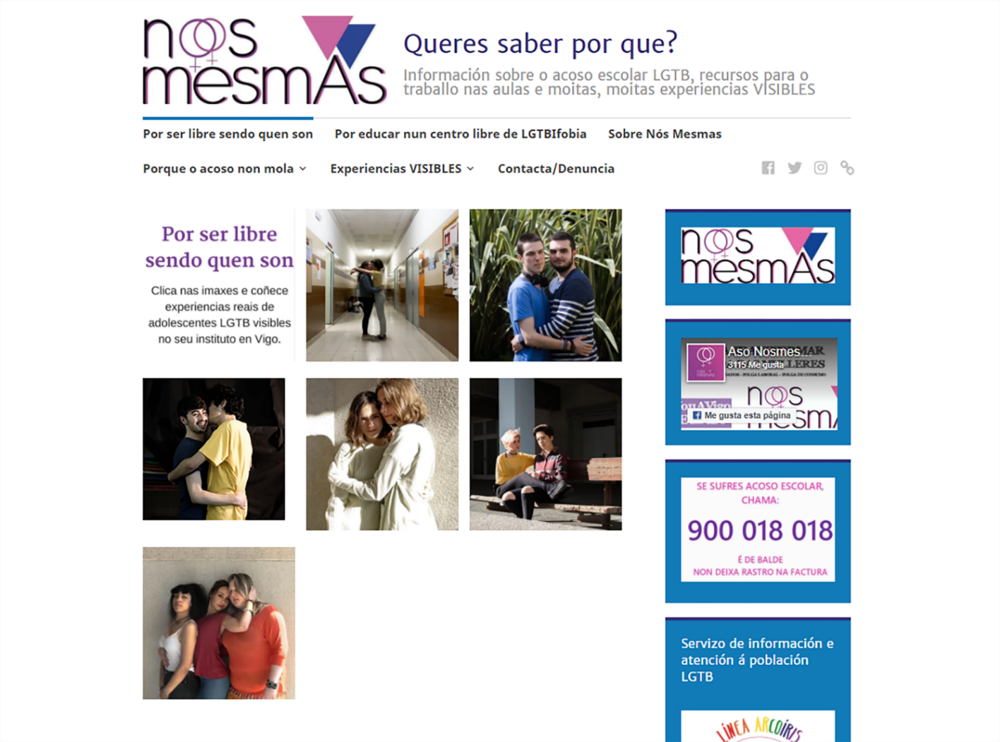 nós
mesmAs
Queres saber por que?
Información sobre o acoso escolar LGTB, recursos para o
traballo nas aulas e moitas, moitas experiencias VISIBLES
Por ser libre sendo quen son
Por educar nun centro libre de LGTBIfobia
Sobre Nós Mesmas
Porque o acoso non mola
Experiencias VISIBLES
Contacta/Denuncia
Por ser libre
sendo quen son
Clica nas imaxes e coñece
experiencias reais de
adolescentes LGTB visibles
no seu instituto en Vigo.
nos
mesmAs
Aso Nosmes...
3115 Me gusta
Me gusta esta página
SE SUFRES ACOSO ESCOLAR,
CHAMA:
900 018 018
É DE BALDE
NON DEIXA RASTRO NA FACTURA
Servizo de información e
atención á población
LGTB
LÍNEA ARCOÍRIS